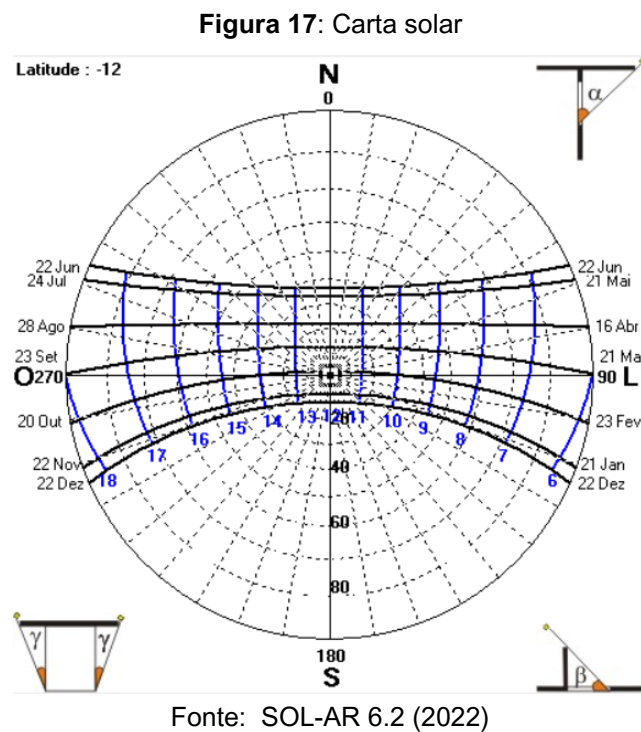 Figura 17: Carta solar
Latitude : -12
N
0
α
22 Jun
24 Jul
28 Ago
23 Set
O 270
20 Out
22 Nov
22 Dez
22 Jun
21 Mai
16 Abr
21 Ma
90 L
23 Fev
21 Jan
22 Dez
18 17 16 15 14 13 12 11 10 9 8 7 6
20
40
60
80
γ γ
β
180
S
Fonte: SOL-AR 6.2 (2022)